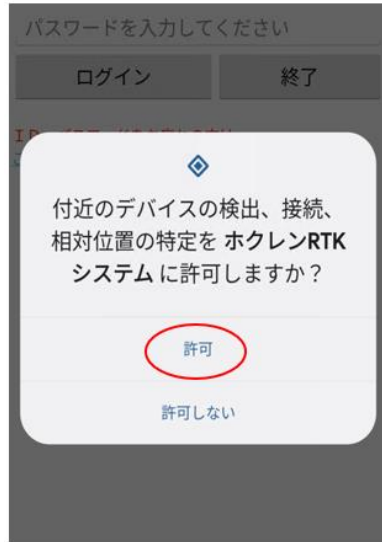 パスワードを入力してください
ログイン
終了
付近のデバイスの検出、接続、
相対位置の特定を ホクレンRTK
システム に許可しますか？
許可
許可しない